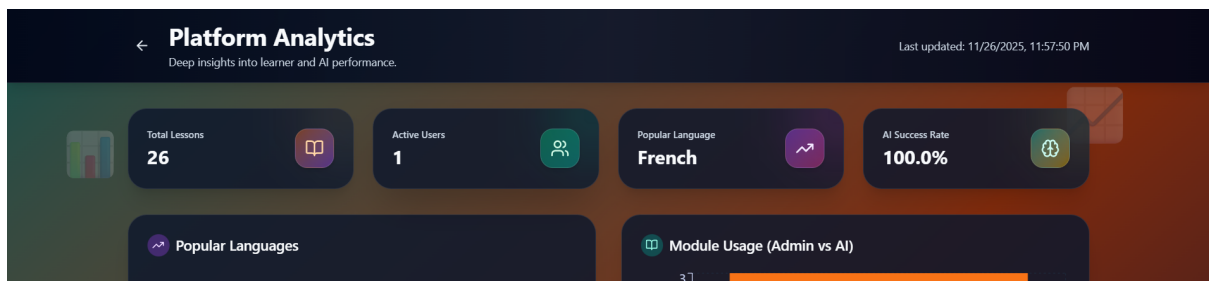 Platform Analytics
Deep insights into learner and AI performance.
Last updated: 11/26/2025, 11:57:50 PM
Total Lessons
26
Active Users
1
Popular Language
French
AI Success Rate
100.0%
Popular Languages
Module Usage (Admin vs AI)
3